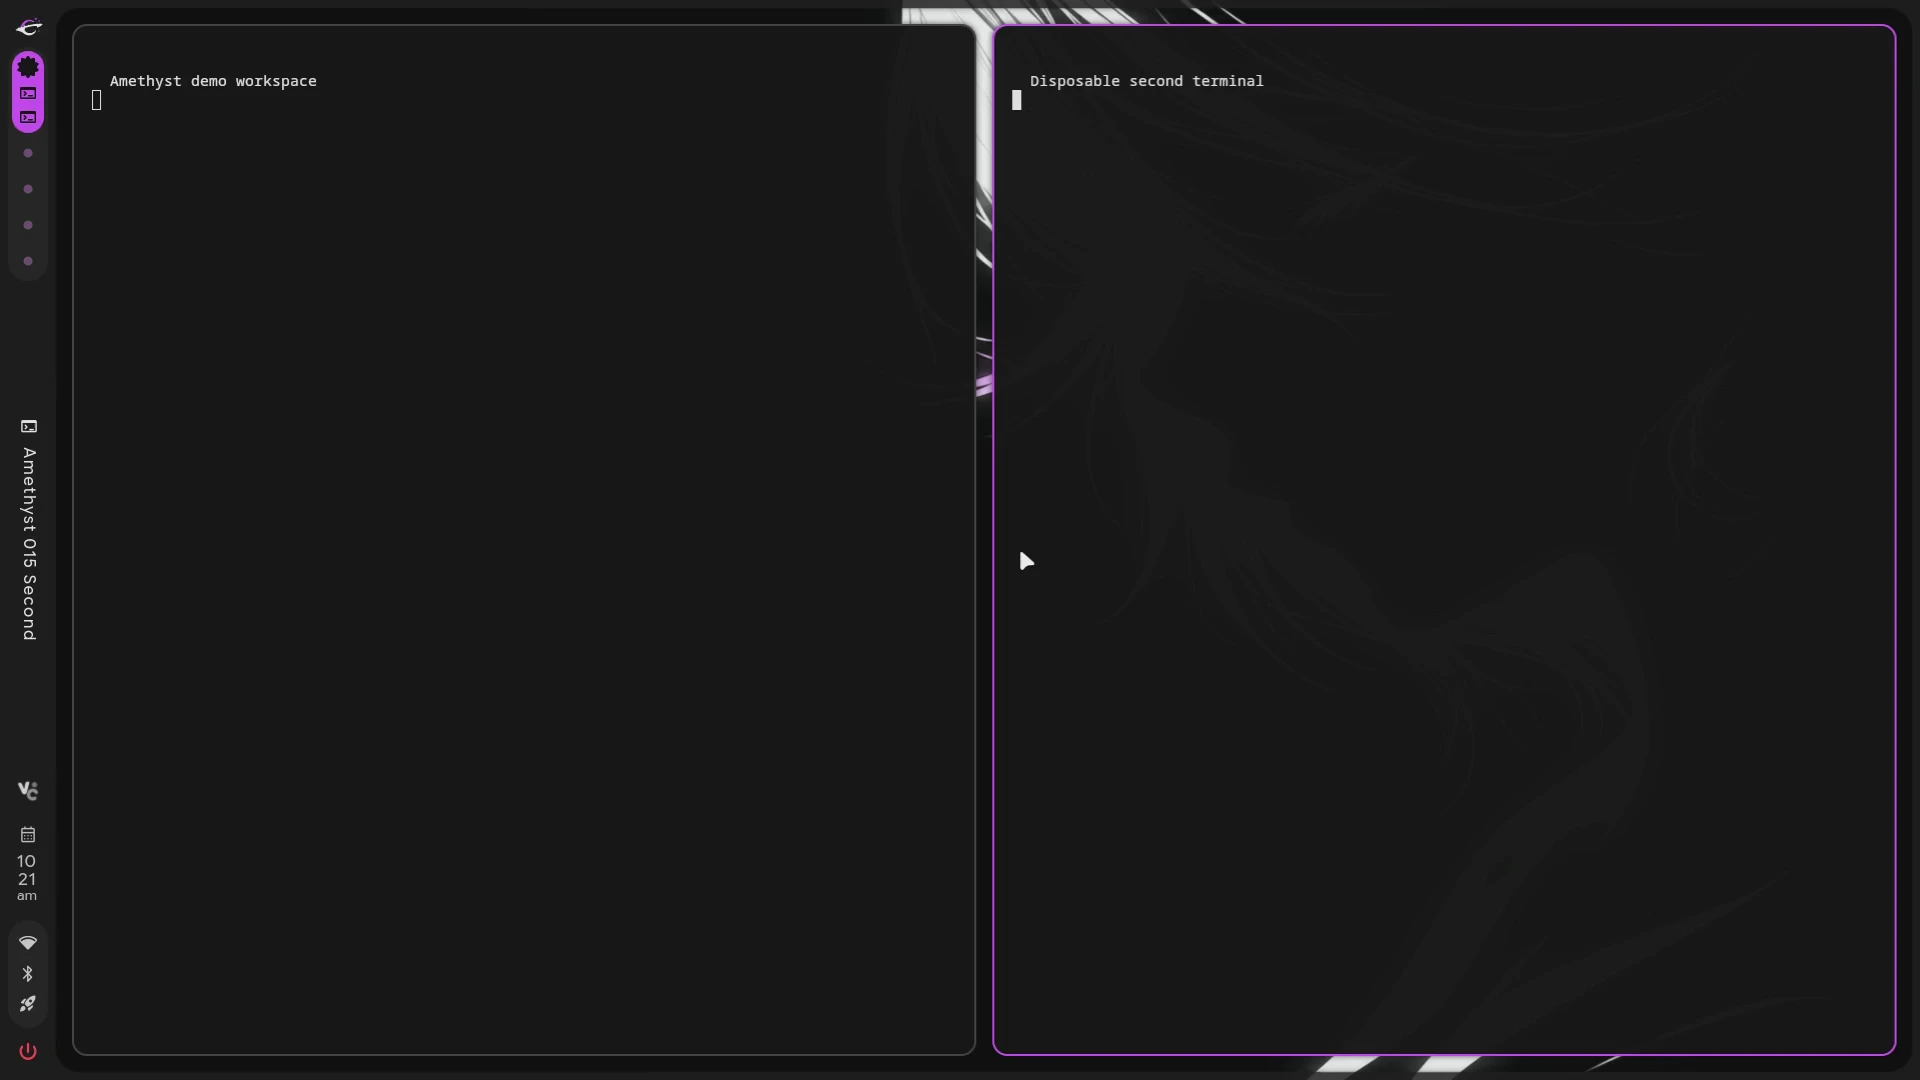 Amethyst demo workspace
Disposable second terminal
Amethyst 015 Second
10
21
am